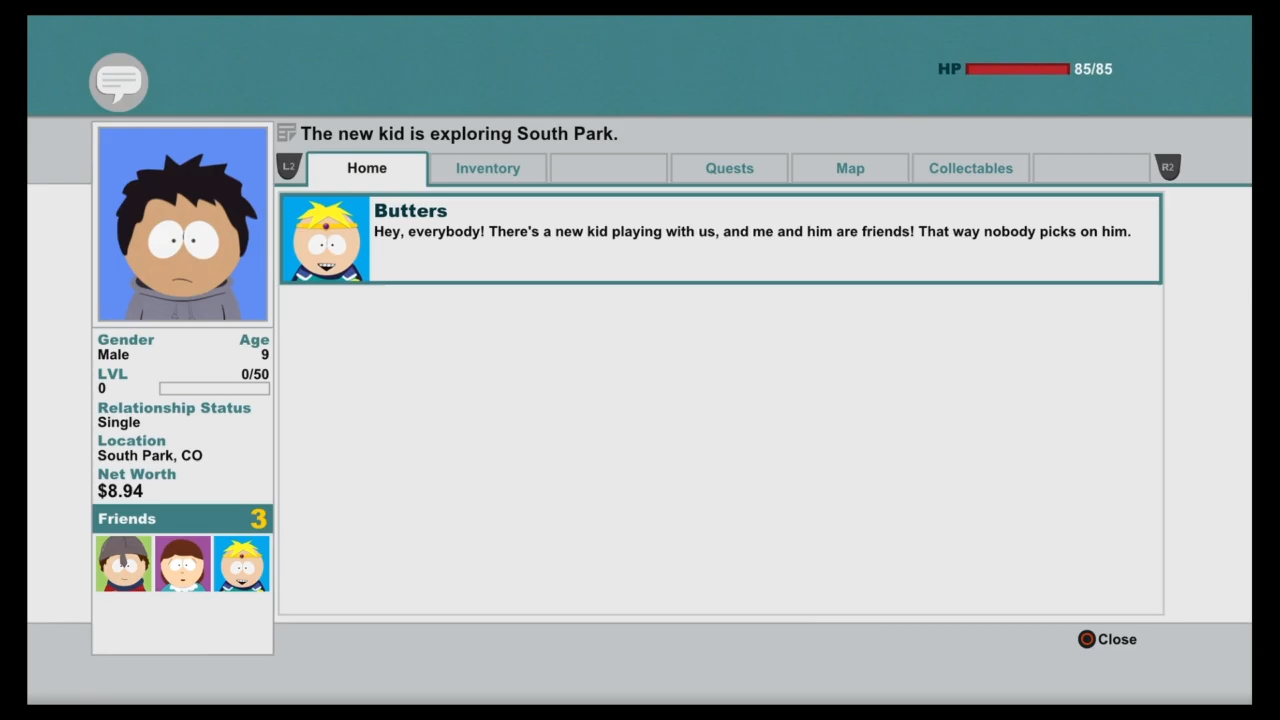 HP 85/85
The new kid is exploring South Park.
L2 Home Inventory Quests Map Collectables R2
Butters
Hey, everybody! There's a new kid playing with us, and me and him are friends! That way nobody picks on him.
Gender Age
Male 9
LVL 0/50
0
Relationship Status
Single
Location
South Park, CO
Net Worth
$8.94
Friends 3
Close